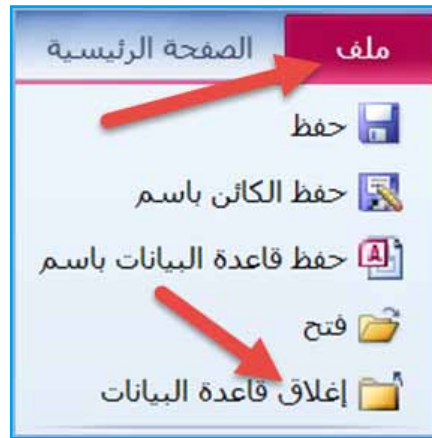 ملف الصفحة الرئيسية
حفظ
حفظ الكائن باسم
حفظ قاعدة البيانات باسم
فتح
إغلاق قاعدة البيانات